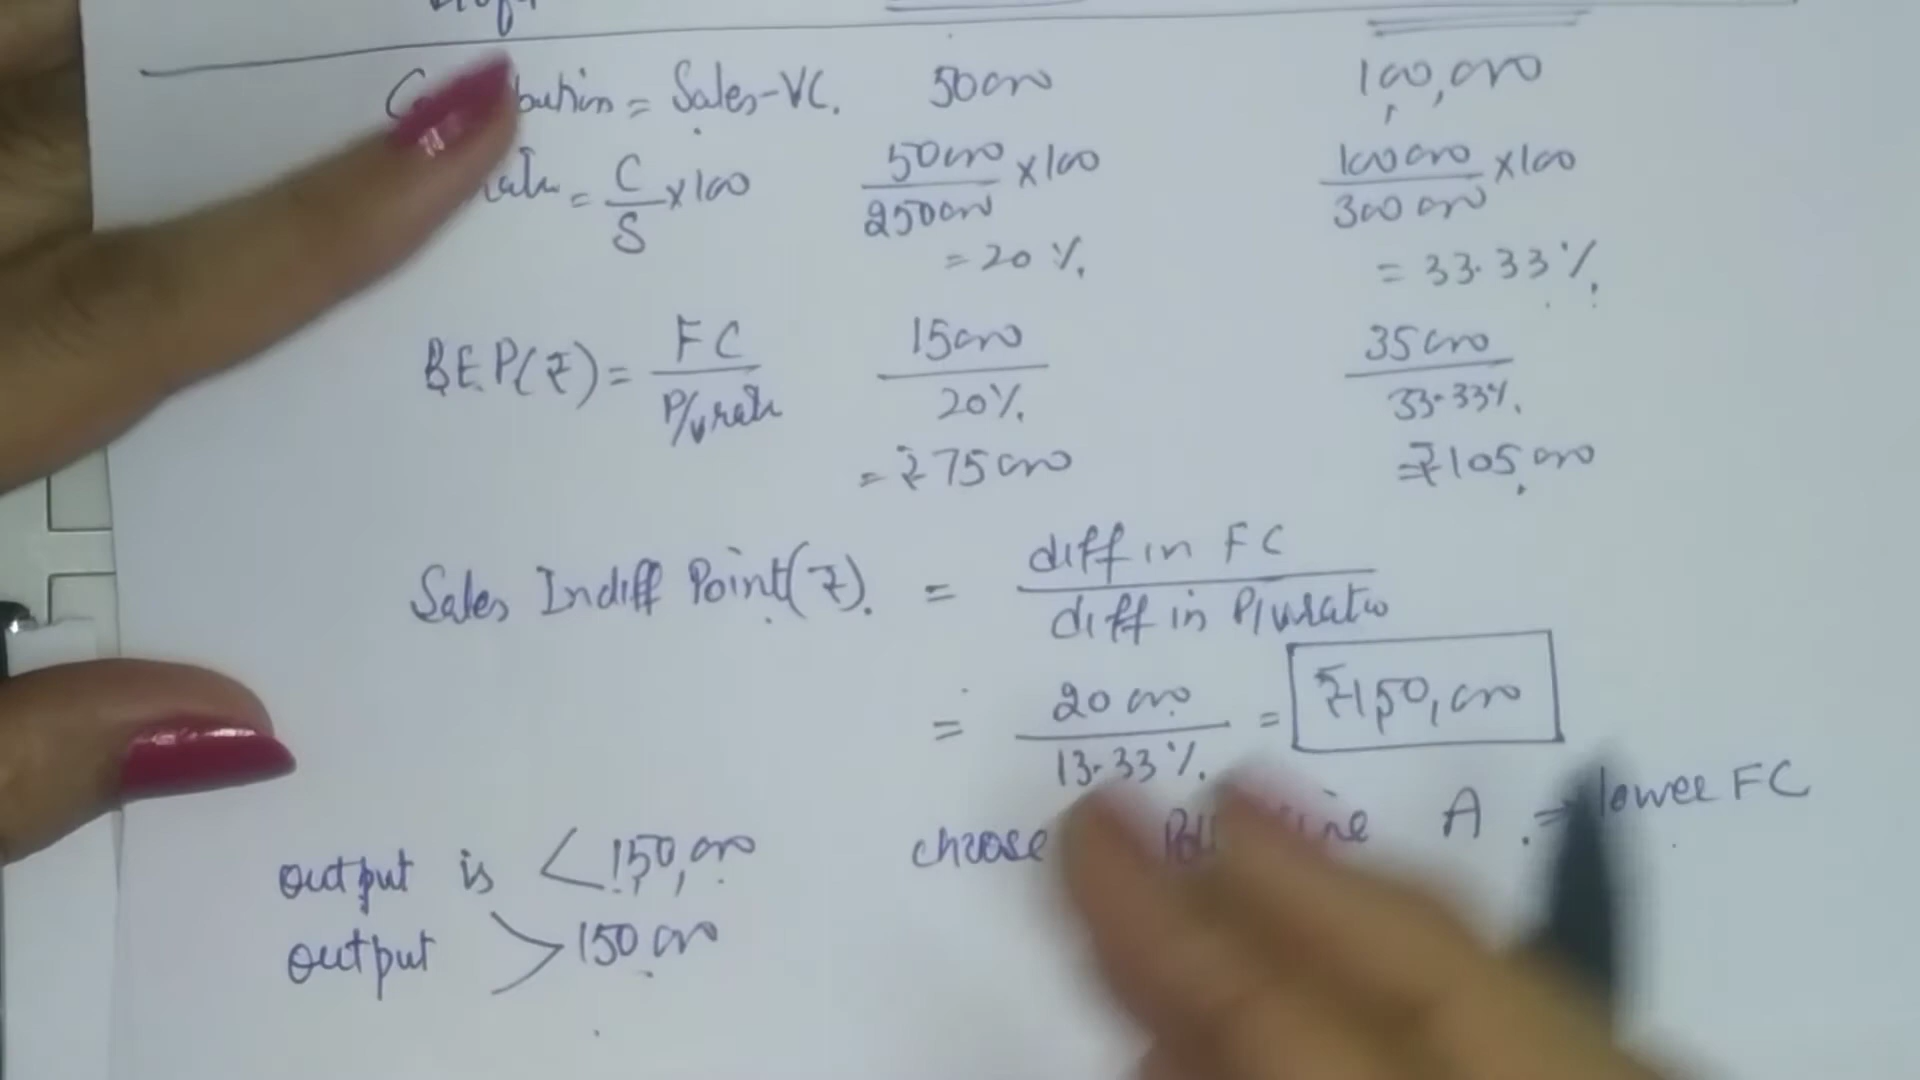 Contribution = Sales-VC. 50000 100,000
= C/S x100 50000/250000 x100 100000/300000 x100
= 20%. = 33.33%.
BEP(₹) = FC/P/v ratio 15000/20%. 35000/33.33%.
= ₹75000 = ₹105,000
Sales Indiff Point(₹). = diff in FC/diff in P/v ratio
= 20000/13.33%. = ₹150,000
output is <150,000 choose A. ⇒ lower FC
output >150000